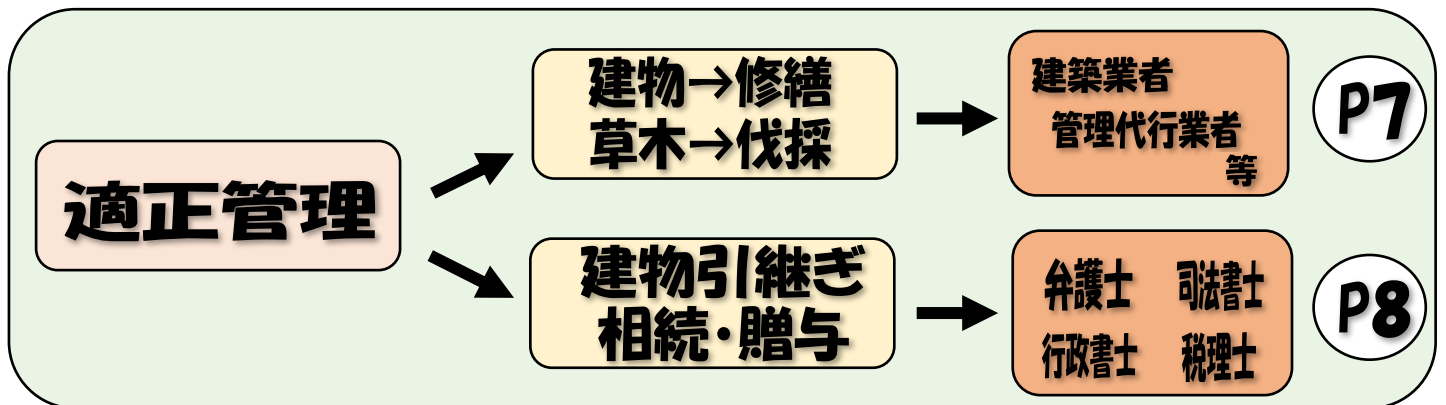 適正管理
建物→修繕
草木→伐採
建築業者
管理代行業者
等
P7
建物引継ぎ
相続・贈与
弁護士 司法書士
行政書士 税理士
P8